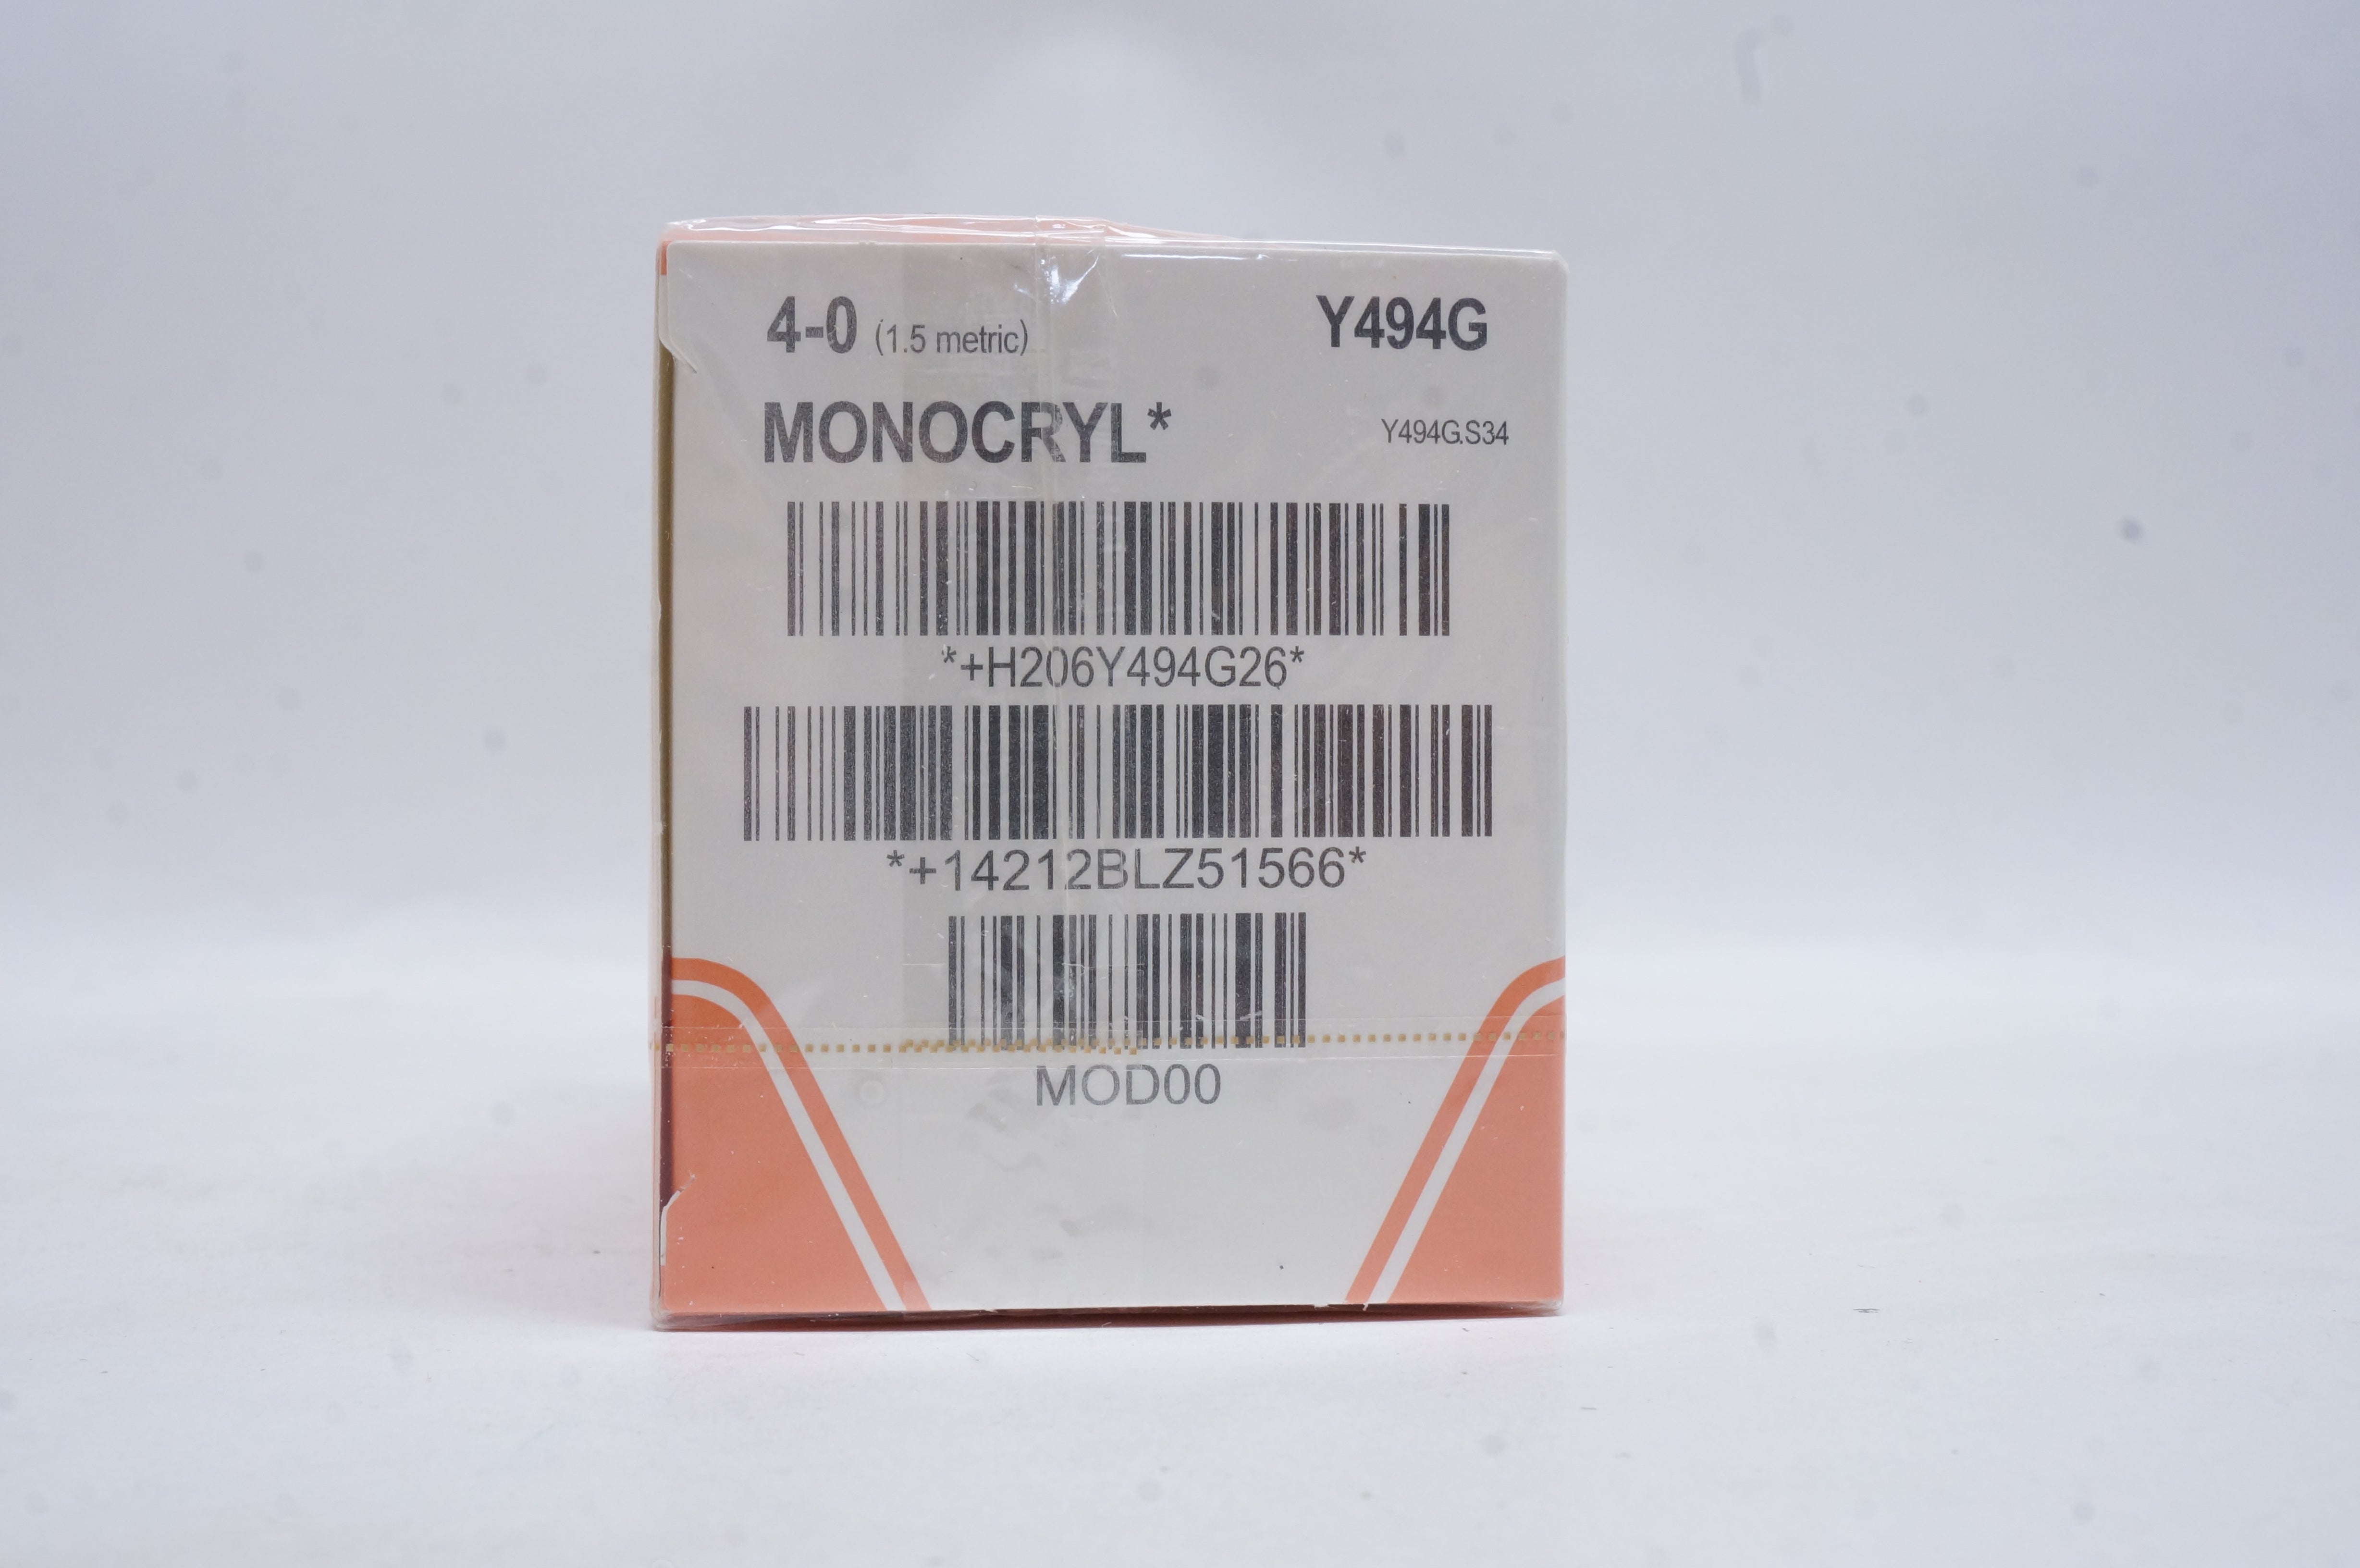 4-0 (1.5 metric) Y494G
MONOCRYL* Y494G.S34
*+H206Y494G26*
*+14212BLZ51566*
MOD00